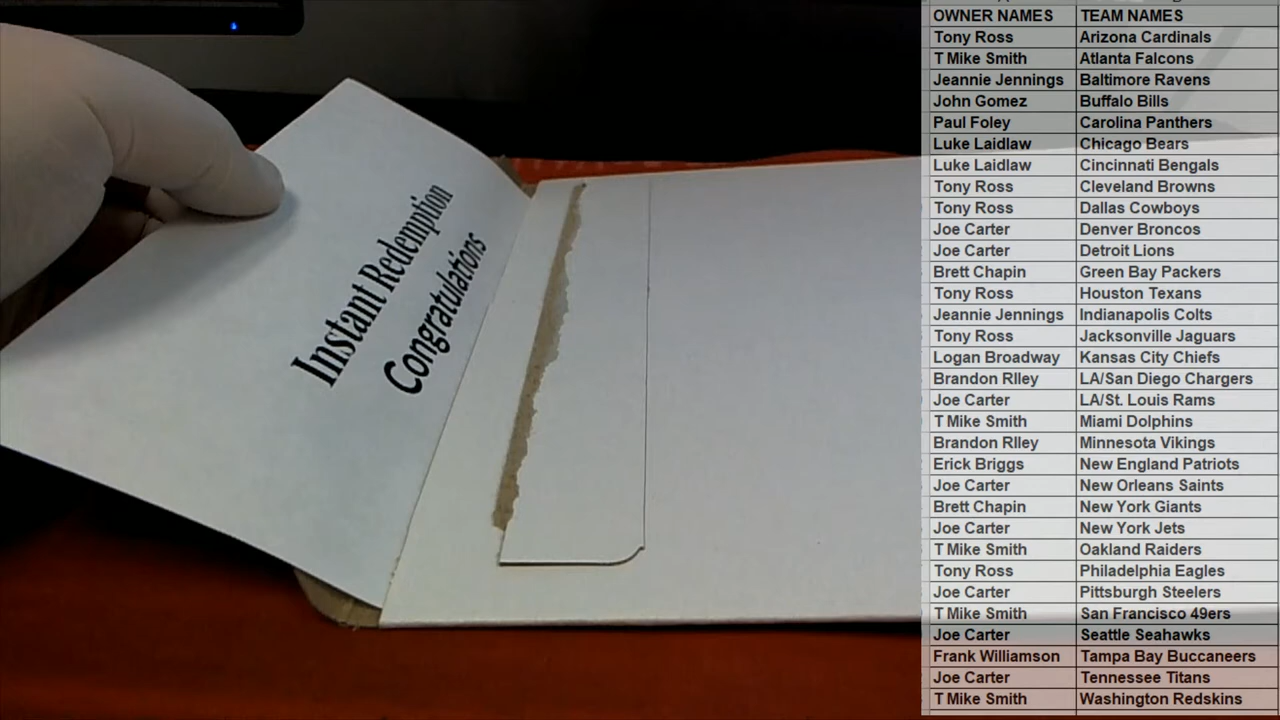 Instant Redemption
Congratulations
OWNER NAMES TEAM NAMES
Tony Ross Arizona Cardinals
T Mike Smith Atlanta Falcons
Jeannie Jennings Baltimore Ravens
John Gomez Buffalo Bills
Paul Foley Carolina Panthers
Luke Laidlaw Chicago Bears
Luke Laidlaw Cincinnati Bengals
Tony Ross Cleveland Browns
Tony Ross Dallas Cowboys
Joe Carter Denver Broncos
Joe Carter Detroit Lions
Brett Chapin Green Bay Packers
Tony Ross Houston Texans
Jeannie Jennings Indianapolis Colts
Tony Ross Jacksonville Jaguars
Logan Broadway Kansas City Chiefs
Brandon RIley LA/San Diego Chargers
Joe Carter LA/St. Louis Rams
T Mike Smith Miami Dolphins
Brandon RIley Minnesota Vikings
Erick Briggs New England Patriots
Joe Carter New Orleans Saints
Brett Chapin New York Giants
Joe Carter New York Jets
T Mike Smith Oakland Raiders
Tony Ross Philadelphia Eagles
Joe Carter Pittsburgh Steelers
T Mike Smith San Francisco 49ers
Joe Carter Seattle Seahawks
Frank Williamson Tampa Bay Buccaneers
Joe Carter Tennessee Titans
T Mike Smith Washington Redskins